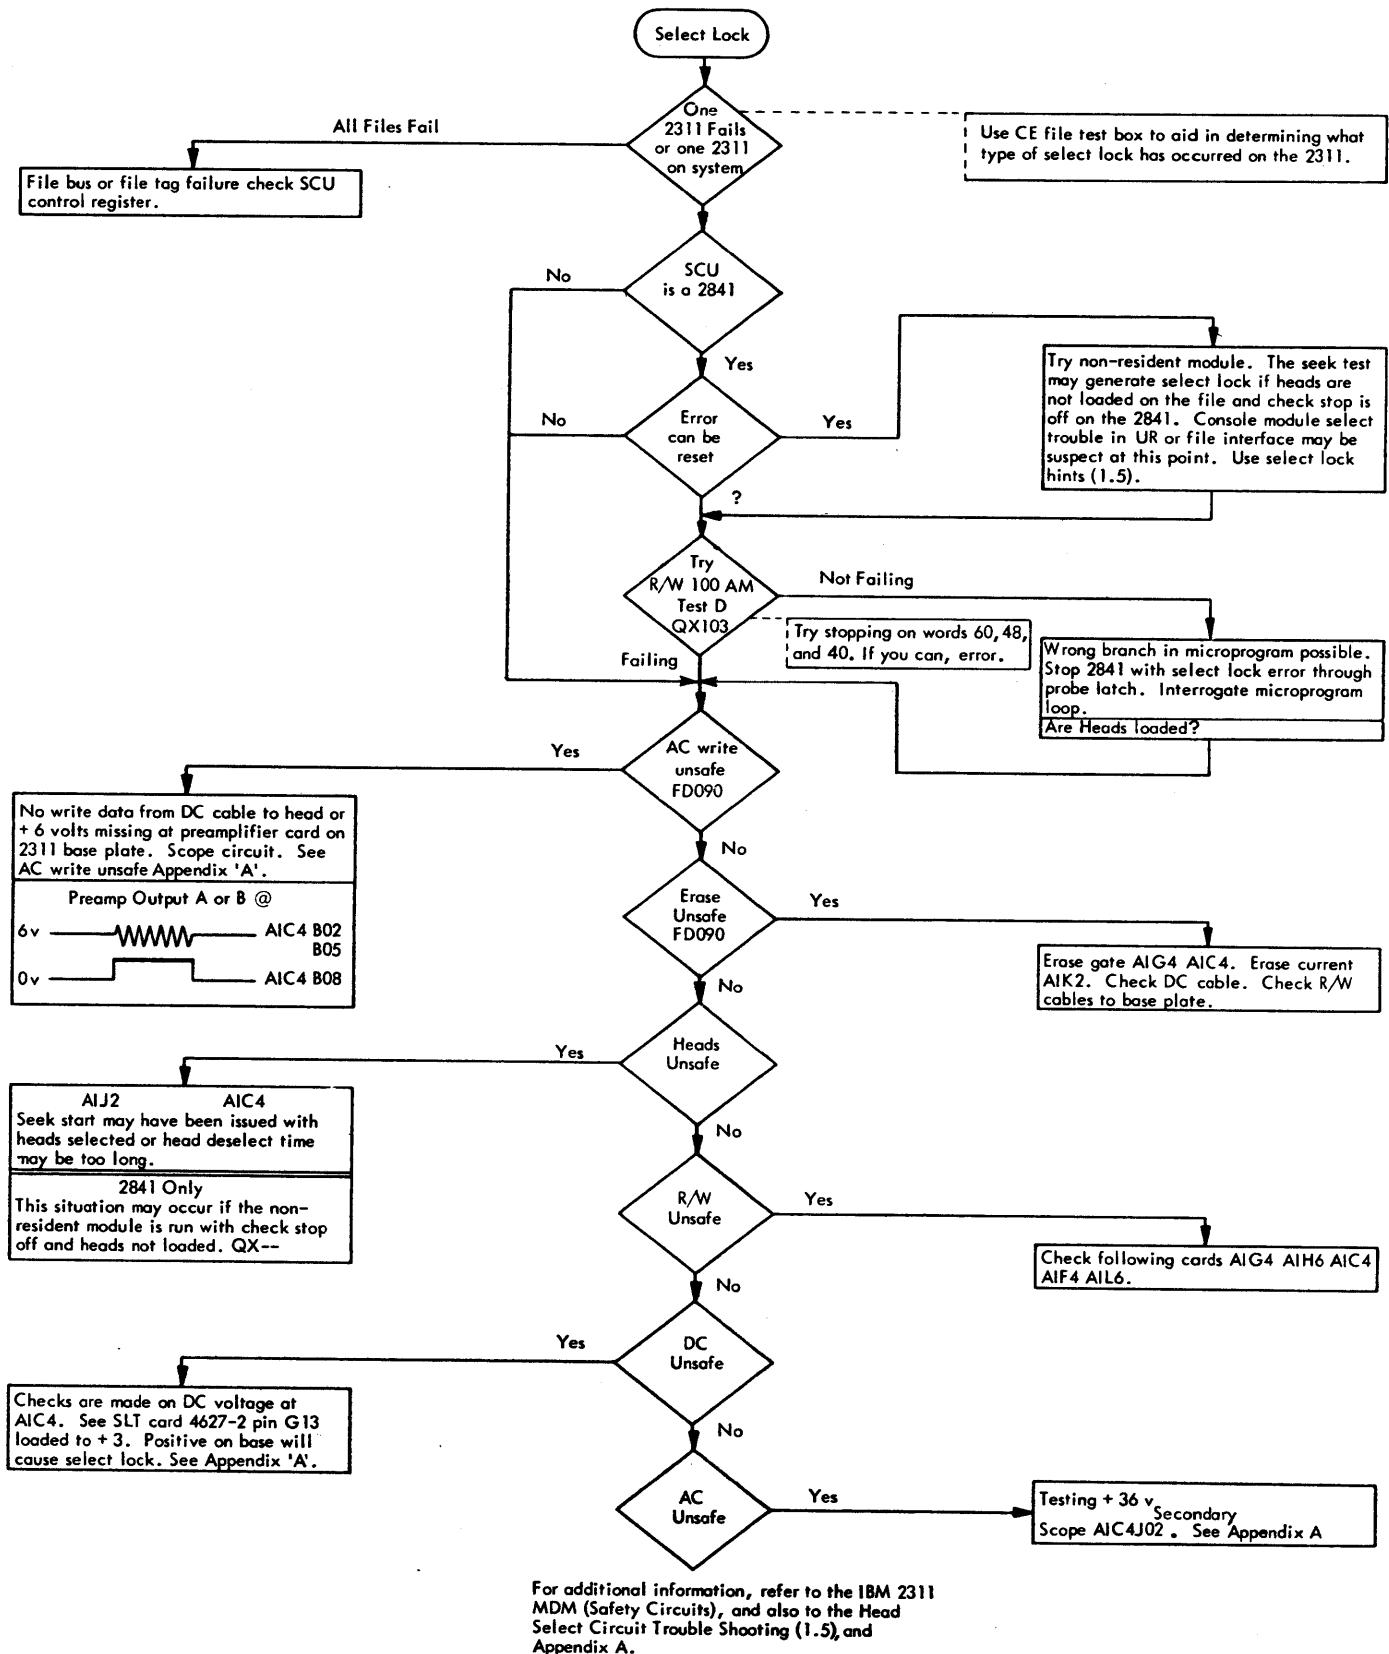 Select Lock
One
2311 Fails
or one 2311
on system
All Files Fail
Use CE file test box to aid in determining what
type of select lock has occurred on the 2311.
File bus or file tag failure check SCU
control register.
SCU
is a 2841
No
Yes
Try non-resident module. The seek test
may generate select lock if heads are
not loaded on the file and check stop is
off on the 2841. Console module select
trouble in UR or file interface may be
suspect at this point. Use select lock
hints (1.5).
Error
can be
reset
No
Yes
?
Try
R/W 100 AM
Test D
QX103
Not Failing
Try stopping on words 60, 48,
and 40. If you can, error.
Failing
Wrong branch in microprogram possible.
Stop 2841 with select lock error through
probe latch. Interrogate microprogram
loop.
Are Heads loaded?
AC write
unsafe
FD090
Yes
No write data from DC cable to head or
+ 6 volts missing at preamplifier card on
2311 base plate. Scope circuit. See
AC write unsafe Appendix 'A'.
Preamp Output A or B @
6v AIC4 B02
B05
0v AIC4 B08
No
Erase
Unsafe
FD090
Yes
Erase gate AIG4 AIC4. Erase current
AIK2. Check DC cable. Check R/W
cables to base plate.
No
Heads
Unsafe
Yes
AIJ2 AIC4
Seek start may have been issued with
heads selected or head deselect time
may be too long.
2841 Only
This situation may occur if the non-
resident module is run with check stop
off and heads not loaded. QX--
No
R/W
Unsafe
Yes
Check following cards AIG4 AIH6 AIC4
AIF4 AIL6.
No
DC
Unsafe
Yes
Checks are made on DC voltage at
AIC4. See SLT card 4627-2 pin G13
loaded to + 3. Positive on base will
cause select lock. See Appendix 'A'.
No
AC
Unsafe
Yes
Testing + 36 v
Secondary
Scope AIC4J02 . See Appendix A
For additional information, refer to the IBM 2311
MDM (Safety Circuits), and also to the Head
Select Circuit Trouble Shooting (1.5), and
Appendix A.